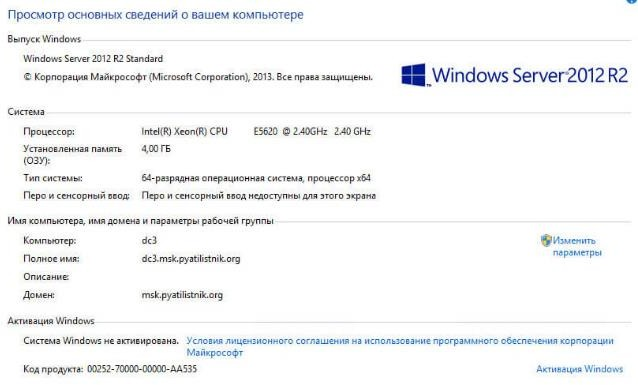 Просмотр основных сведений о вашем компьютере
Выпуск Windows
Windows Server 2012 R2 Standard
© Корпорация Майкрософт (Microsoft Corporation), 2013. Все права защищены.
Windows Server 2012 R2
Система
Процессор: Intel(R) Xeon(R) CPU E5620 @ 2.40GHz 2.40 GHz
Установленная память 4,00 ГБ
(ОЗУ):
Тип системы: 64-разрядная операционная система, процессор x64
Перо и сенсорный ввод: Перо и сенсорный ввод недоступны для этого экрана
Имя компьютера, имя домена и параметры рабочей группы
Компьютер: dc3 Изменить
Полное имя: dc3.msk.pyatilistnik.org параметры
Описание:
Домен: msk.pyatilistnik.org
Активация Windows
Система Windows не активирована. Условия лицензионного соглашения на использование программного обеспечения корпорации
Майкрософт
Код продукта: 00252-70000-00000-AA535 Активация Windows